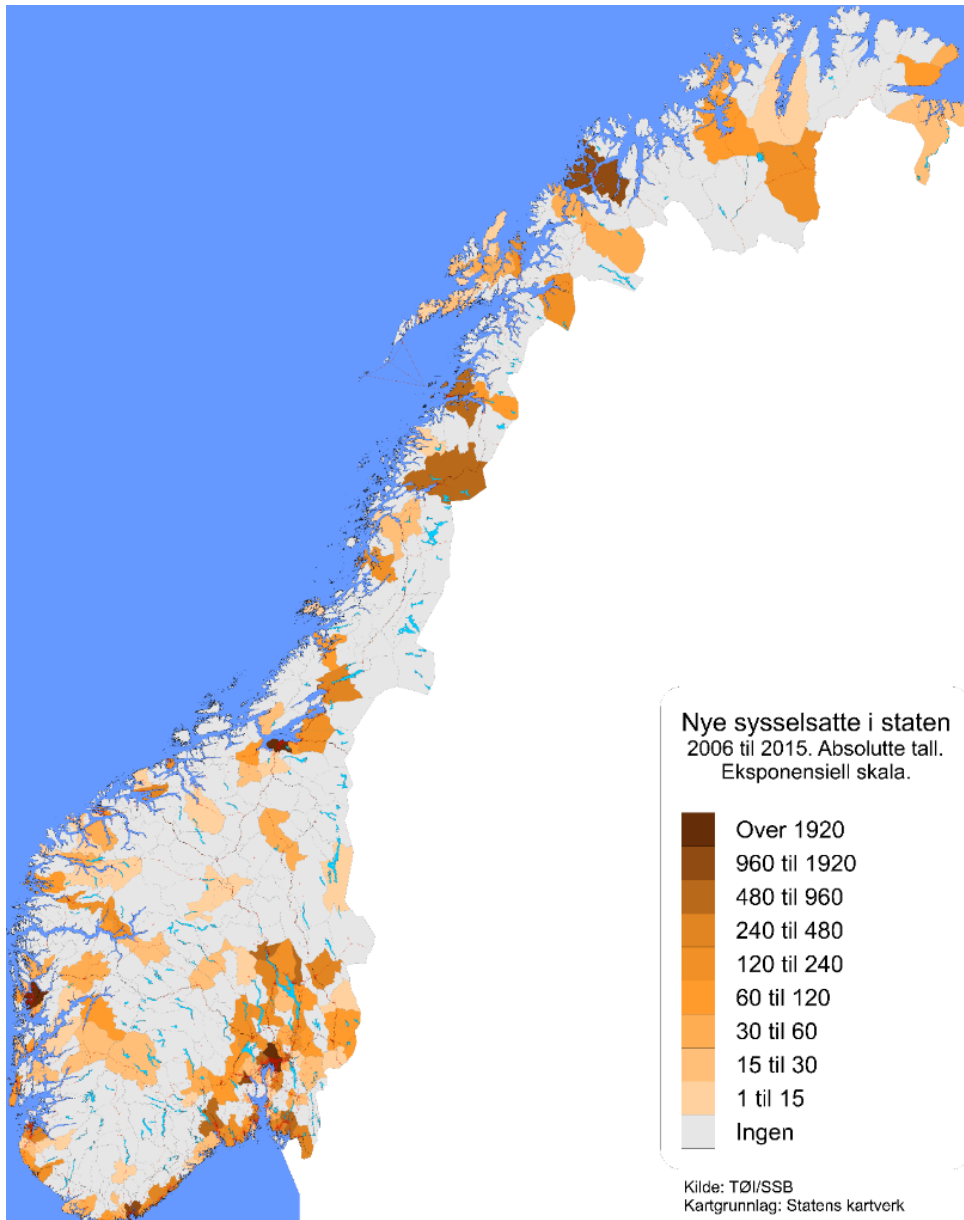 Nye sysselsatte i staten
2006 til 2015. Absolutte tall.
Eksponensiell skala.
Over 1920
960 til 1920
480 til 960
240 til 480
120 til 240
60 til 120
30 til 60
15 til 30
1 til 15
Ingen
Kilde: TØI/SSB
Kartgrunnlag: Statens kartverk